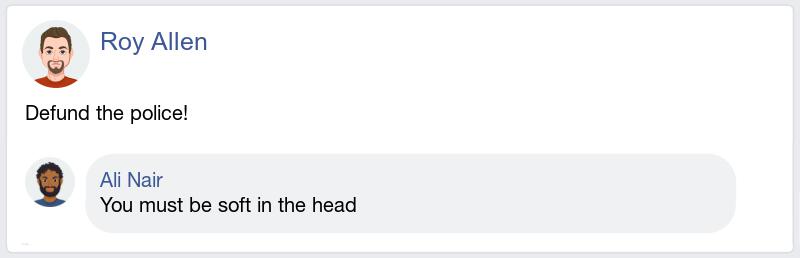 Roy Allen
Defund the police!
Ali Nair
You must be soft in the head